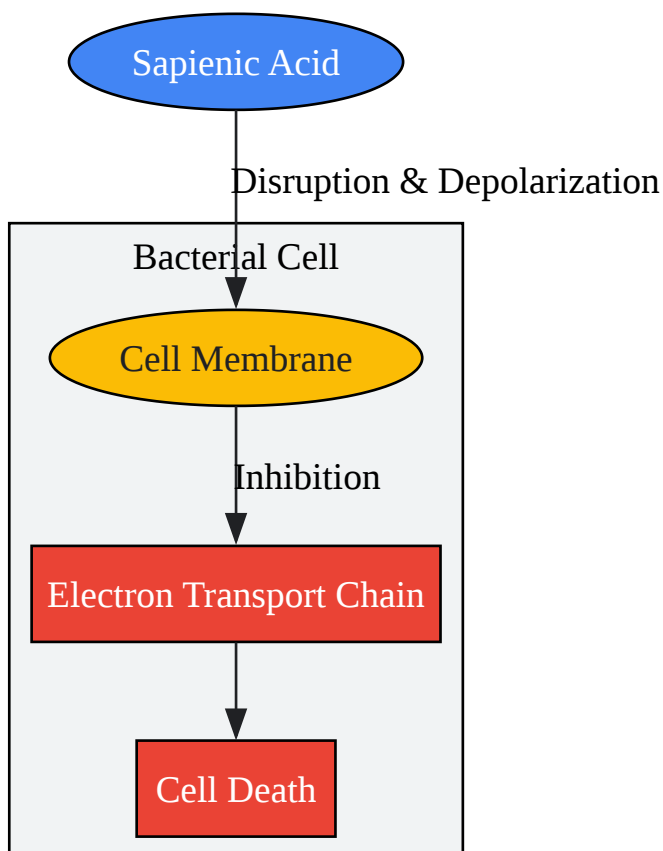 Sapienic Acid
Disruption & Depolarization
Bacterial Cell
Cell Membrane
Inhibition
Electron Transport Chain
Cell Death